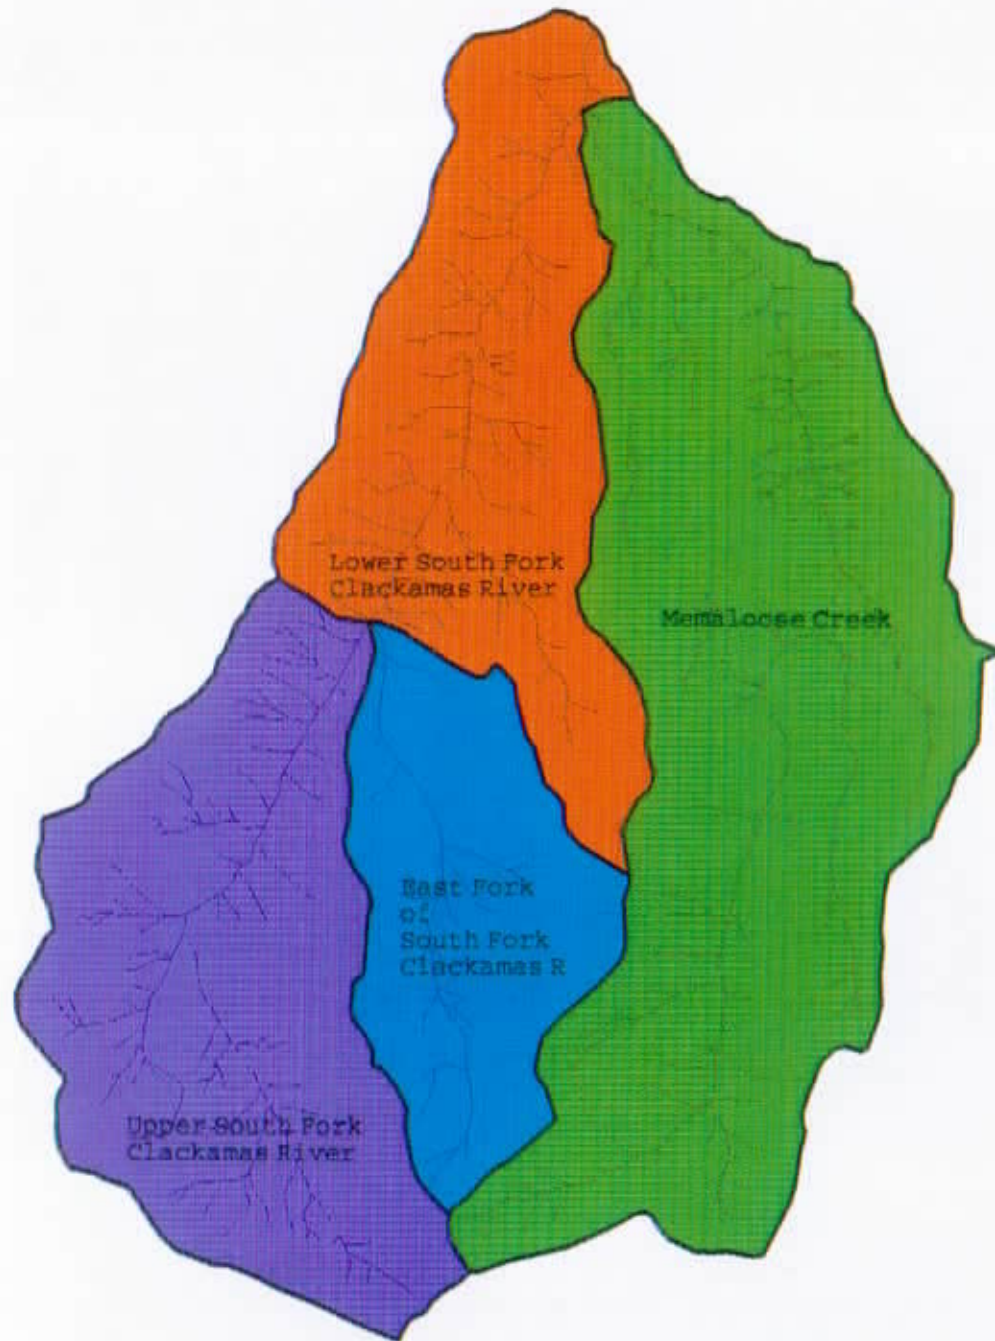 Lower South Fork
Clackamas River
Memaloose Creek
East Fork
of
South Fork
Clackamas R
Upper South Fork
Clackamas River